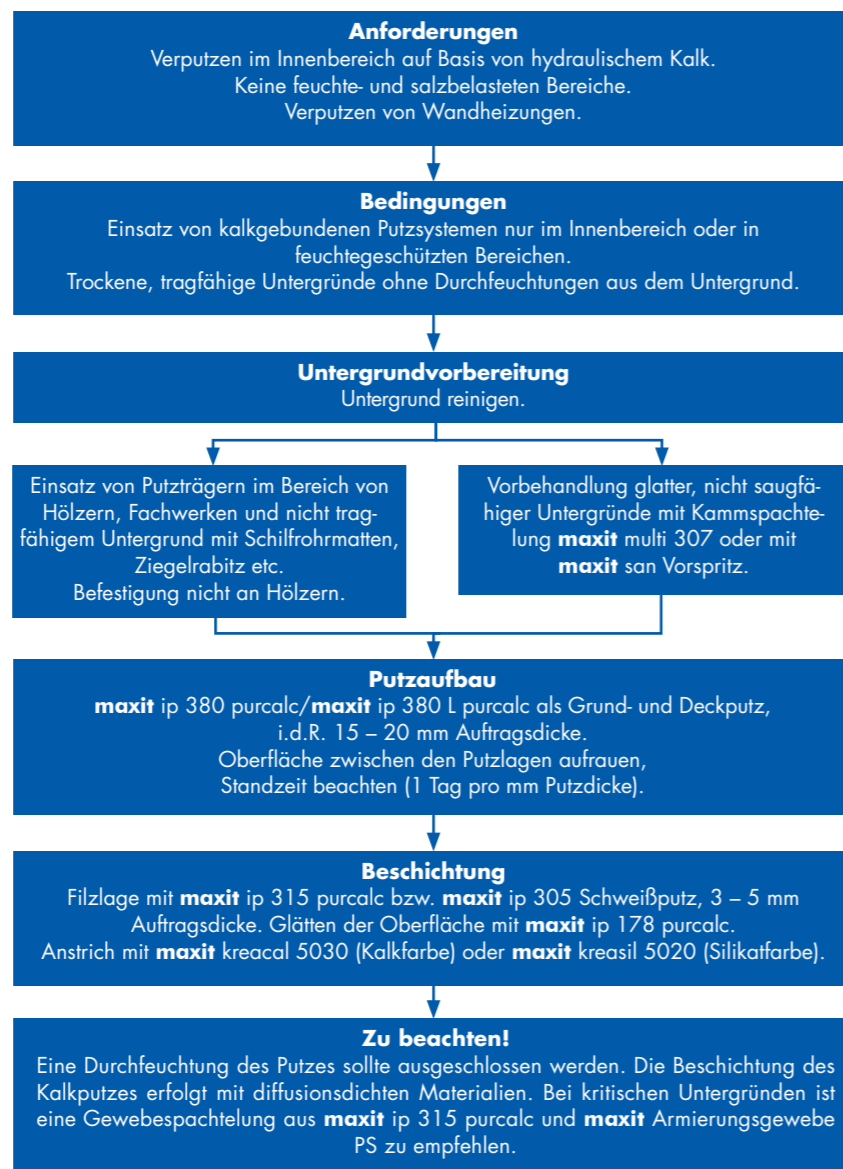 Anforderungen
Verputzen im Innenbereich auf Basis von hydraulischem Kalk.
Keine feuchte- und salzbelasteten Bereiche.
Verputzen von Wandheizungen.
Bedingungen
Einsatz von kalkgebundenen Putzsystemen nur im Innenbereich oder in
feuchtegeschützten Bereichen.
Trockene, tragfähige Untergründe ohne Durchfeuchtungen aus dem Untergrund.
Untergrundvorbereitung
Untergrund reinigen.
Einsatz von Putzträgern im Bereich von
Hölzern, Fachwerken und nicht trag-
fähigem Untergrund mit Schilfrohrmatten,
Ziegelrabitz etc.
Befestigung nicht an Hölzern.
Vorbehandlung glatter, nicht saugfä-
higer Untergründe mit Kammspachte-
lung maxit multi 307 oder mit
maxit san Vorspritz.
Putzaufbau
maxit ip 380 purcalc/maxit ip 380 L purcalc als Grund- und Deckputz,
i.d.R. 15 – 20 mm Auftragsdicke.
Oberfläche zwischen den Putzlagen aufrauen,
Standzeit beachten (1 Tag pro mm Putzdicke).
Beschichtung
Filzlage mit maxit ip 315 purcalc bzw. maxit ip 305 Schweißputz, 3 – 5 mm
Auftragsdicke. Glätten der Oberfläche mit maxit ip 178 purcalc.
Anstrich mit maxit kreacal 5030 (Kalkfarbe) oder maxit kreasil 5020 (Silikatfarbe).
Zu beachten!
Eine Durchfeuchtung des Putzes sollte ausgeschlossen werden. Die Beschichtung des
Kalkputzes erfolgt mit diffusionsdichten Materialien. Bei kritischen Untergründen ist
eine Gewebespachtelung aus maxit ip 315 purcalc und maxit Armierungsgewebe
PS zu empfehlen.